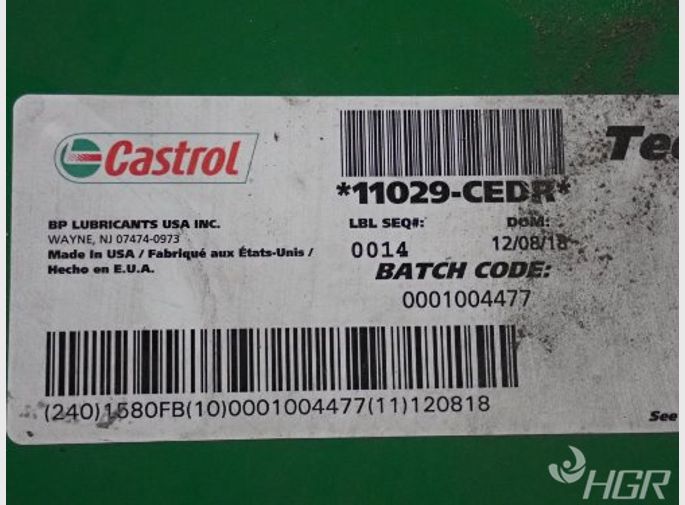 Castrol
*11029-CEDR*
BP LUBRICANTS USA INC.
WAYNE, NJ 07474-0973
Made In USA / Fabriqué aux États-Unis /
Hecho en E.U.A.
LBL SEQ#: DOM:
0014 12/08/18
BATCH CODE:
0001004477
(240)1580FB(10)0001004477(11)120818
See
HGR